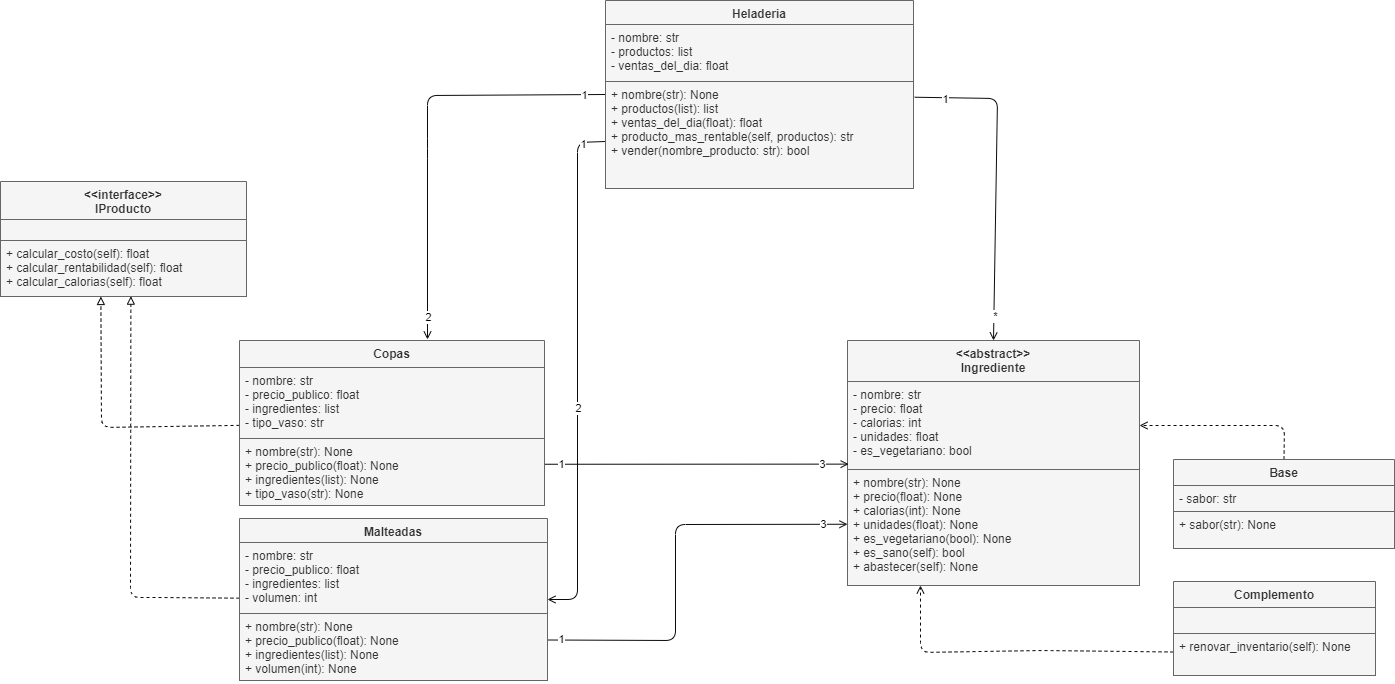 Heladeria
- nombre: str
- productos: list
- ventas_del_dia: float
+ nombre(str): None
+ productos(list): list
+ ventas_del_dia(float): float
+ producto_mas_rentable(self, productos): str
+ vender(nombre_producto: str): bool
1
1
1
<<interface>>
IProducto
+ calcular_costo(self): float
+ calcular_rentabilidad(self): float
+ calcular_calorias(self): float
2
*
2
Copas
- nombre: str
- precio_publico: float
- ingredientes: list
- tipo_vaso: str
+ nombre(str): None
+ precio_publico(float): None
+ ingredientes(list): None
+ tipo_vaso(str): None
1
3
Malteadas
- nombre: str
- precio_publico: float
- ingredientes: list
- volumen: int
+ nombre(str): None
+ precio_publico(float): None
+ ingredientes(list): None
+ volumen(int): None
1
3
<<abstract>>
Ingrediente
- nombre: str
- precio: float
- calorias: int
- unidades: float
- es_vegetariano: bool
+ nombre(str): None
+ precio(float): None
+ calorias(int): None
+ unidades(float): None
+ es_vegetariano(bool): None
+ es_sano(self): bool
+ abastecer(self): None
Base
- sabor: str
+ sabor(str): None
Complemento
+ renovar_inventario(self): None